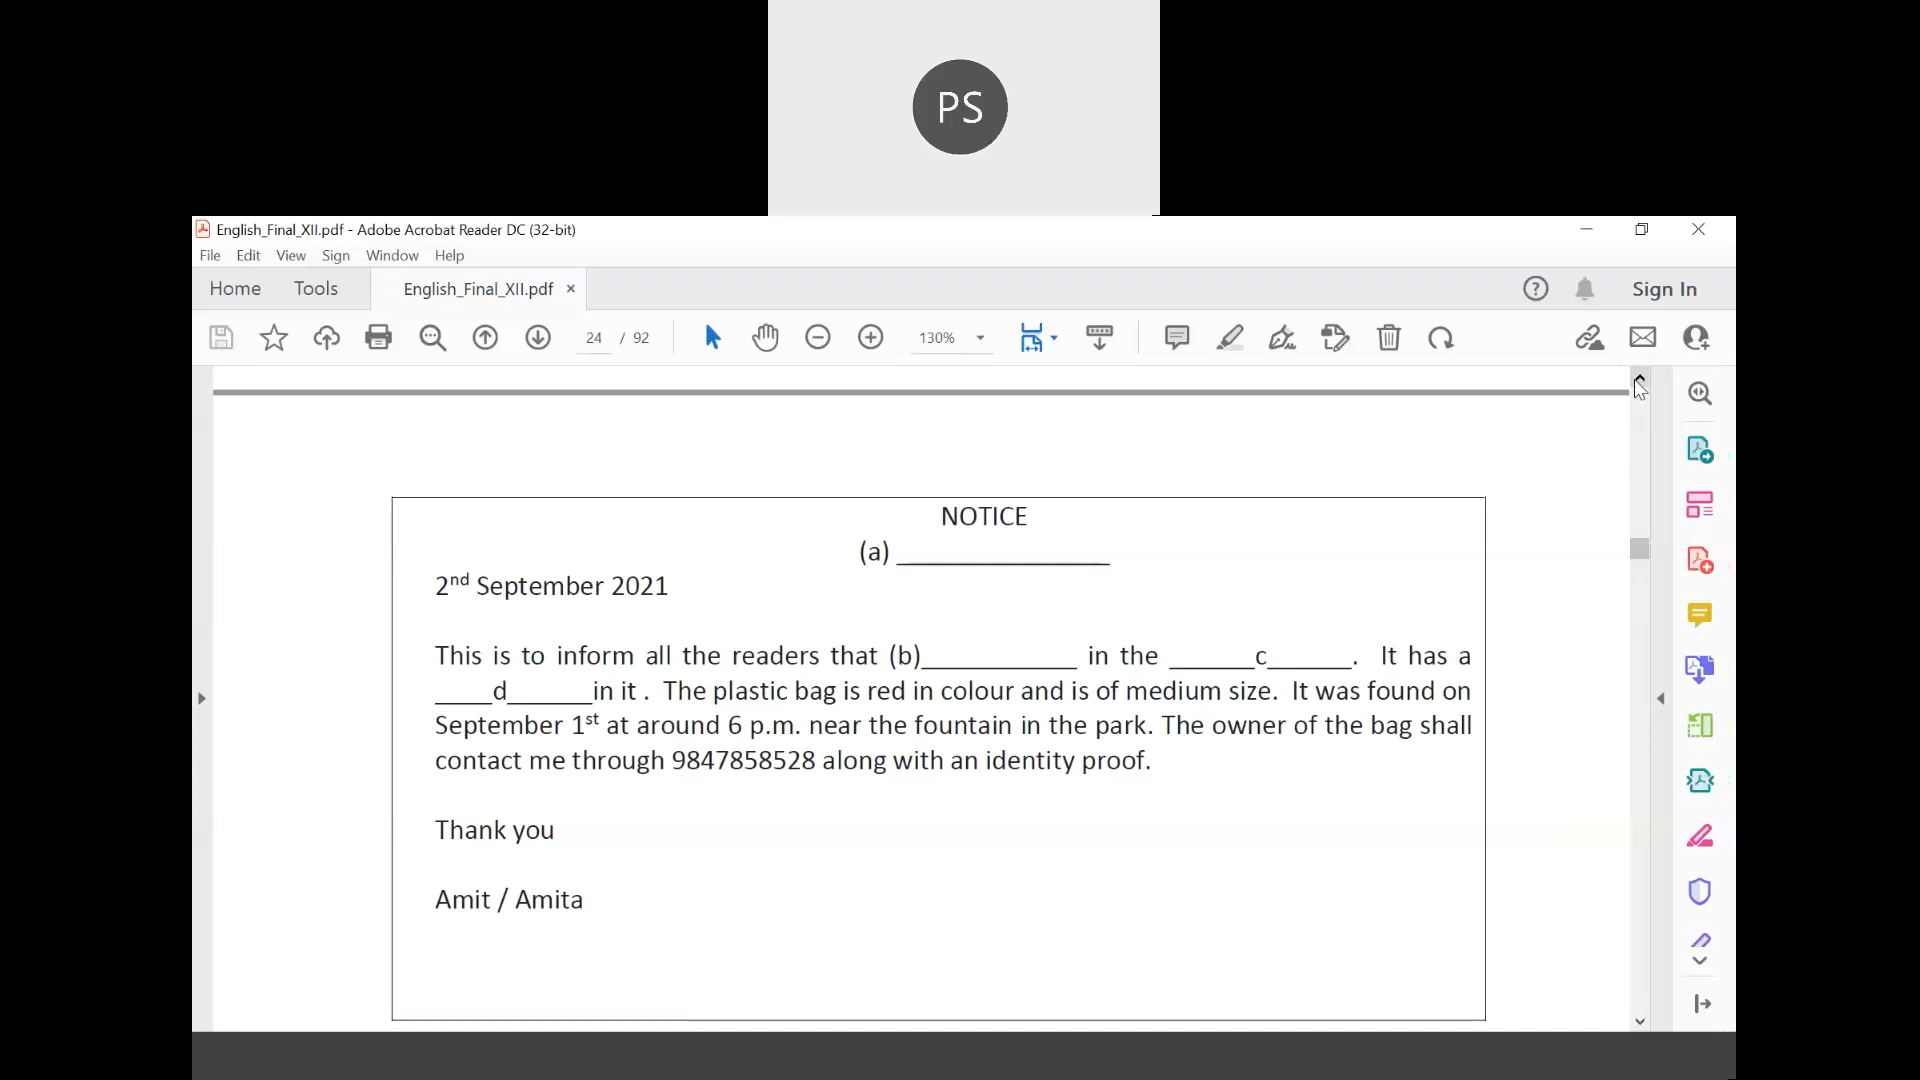 PS
English_Final_XII.pdf - Adobe Acrobat Reader DC (32-bit)
File Edit View Window Help
Home Tools English_Final_XII.pdf × Sign In
24 / 92 130%
NOTICE
(a) _______________
2nd September 2021
This is to inform all the readers that (b)___________ in the ______c______. It has a
____d______in it . The plastic bag is red in colour and is of medium size. It was found on
September 1st at around 6 p.m. near the fountain in the park. The owner of the bag shall
contact me through 9847858528 along with an identity proof.
Thank you
Amit / Amita